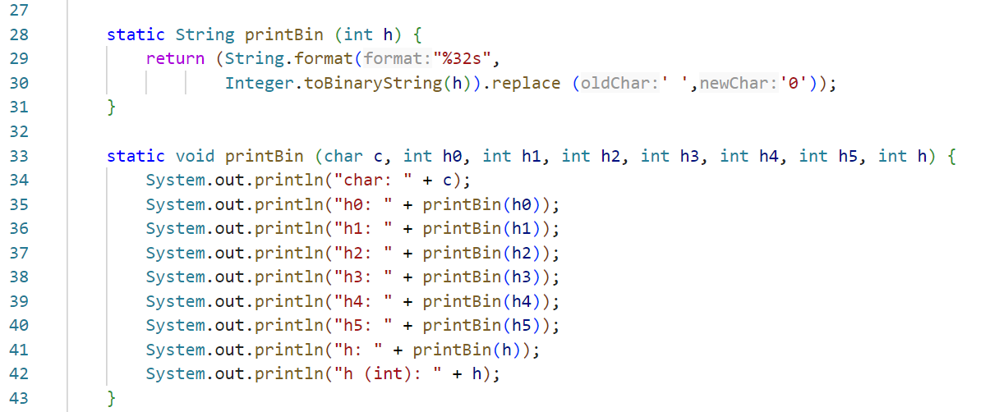 27
28 static String printBin (int h) {
29 return (String.format(format:"%32s",
30 Integer.toBinaryString(h)).replace (oldChar:' ',newChar:'0'));
31 }
32
33 static void printBin (char c, int h0, int h1, int h2, int h3, int h4, int h5, int h) {
34 System.out.println("char: " + c);
35 System.out.println("h0: " + printBin(h0));
36 System.out.println("h1: " + printBin(h1));
37 System.out.println("h2: " + printBin(h2));
38 System.out.println("h3: " + printBin(h3));
39 System.out.println("h4: " + printBin(h4));
40 System.out.println("h5: " + printBin(h5));
41 System.out.println("h: " + printBin(h));
42 System.out.println("h (int): " + h);
43 }